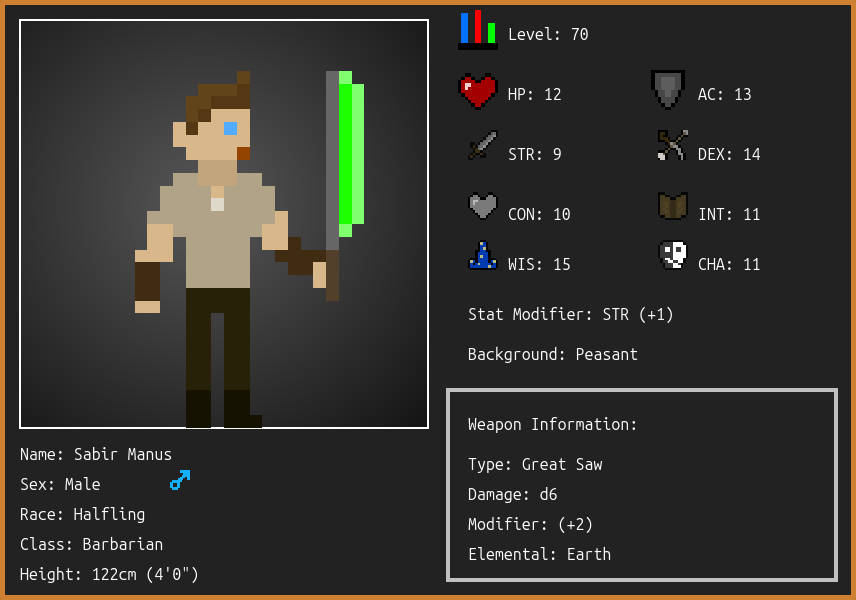 Level: 70
HP: 12
AC: 13
STR: 9
DEX: 14
CON: 10
INT: 11
WIS: 15
CHA: 11
Stat Modifier: STR (+1)
Background: Peasant
Weapon Information:
Type: Great Saw
Damage: d6
Modifier: (+2)
Elemental: Earth
Name: Sabir Manus
Sex: Male
Race: Halfling
Class: Barbarian
Height: 122cm (4'0")